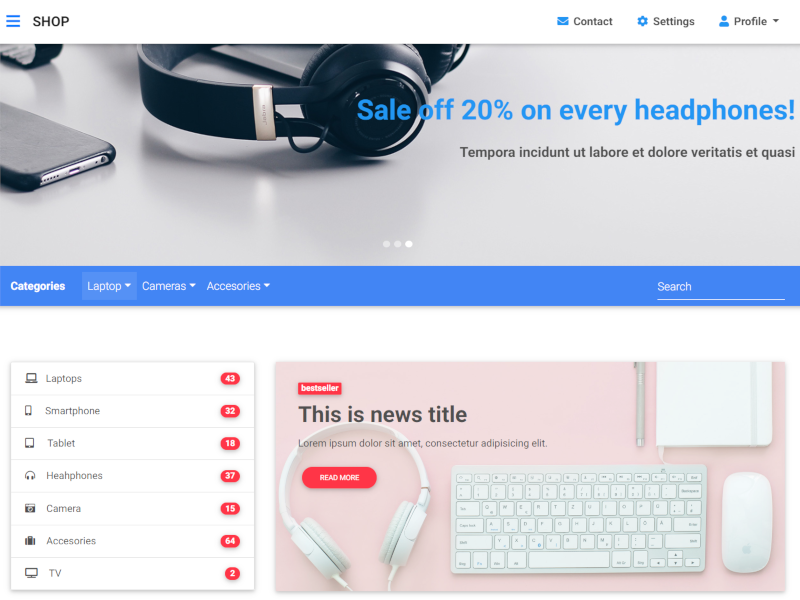 SHOP
Contact
Settings
Profile
Sale off 20% on every headphones!
Tempora incidunt ut labore et dolore veritatis et quasi
Categories
Laptop
Cameras
Accesories
Search
Laptops 43
Smartphone 32
Tablet 18
Heahphones 37
Camera 15
Accesories 64
TV 2
bestseller
This is news title
Lorem ipsum dolor sit amet, consectetur adipisicing elit.
READ MORE